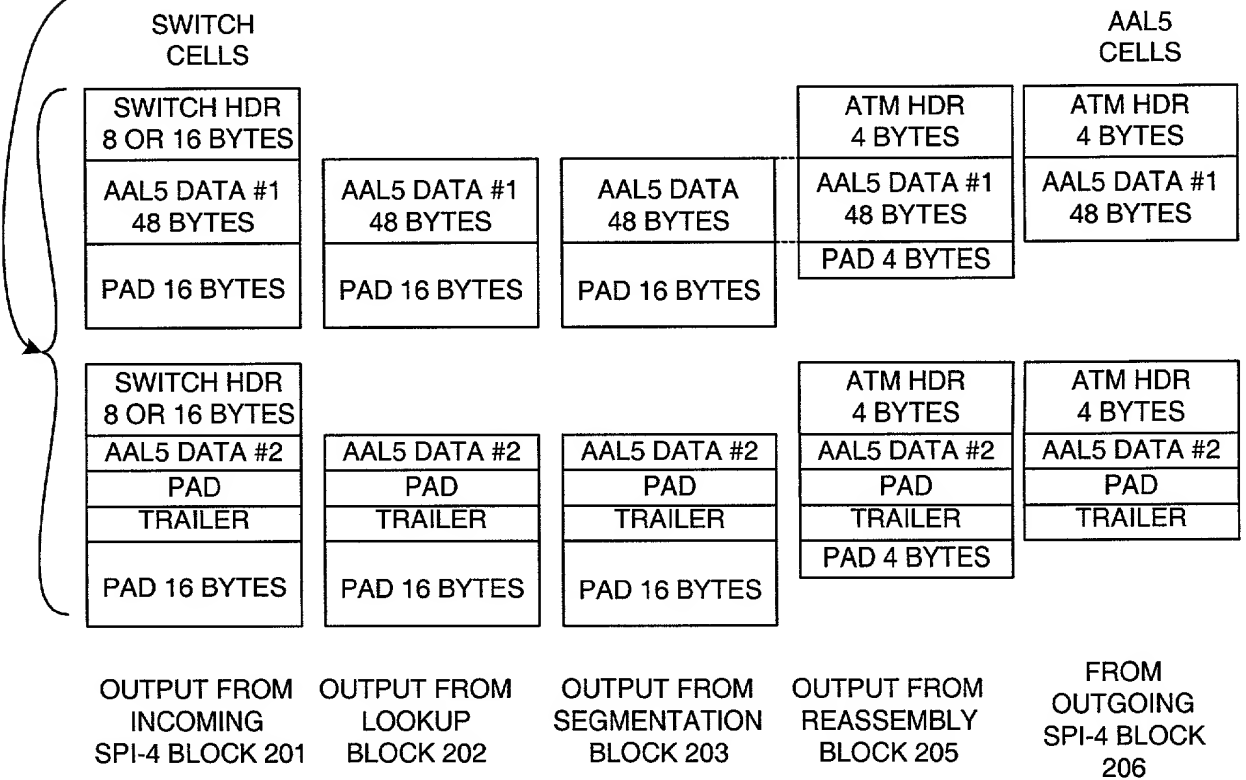 SWITCH
CELLS
AAL5
CELLS
SWITCH HDR
8 OR 16 BYTES
AAL5 DATA #1
48 BYTES
PAD 16 BYTES
AAL5 DATA #1
48 BYTES
PAD 16 BYTES
AAL5 DATA
48 BYTES
PAD 16 BYTES
ATM HDR
4 BYTES
AAL5 DATA #1
48 BYTES
PAD 4 BYTES
ATM HDR
4 BYTES
AAL5 DATA #1
48 BYTES
SWITCH HDR
8 OR 16 BYTES
AAL5 DATA #2
PAD
TRAILER
PAD 16 BYTES
AAL5 DATA #2
PAD
TRAILER
PAD 16 BYTES
AAL5 DATA #2
PAD
TRAILER
PAD 16 BYTES
ATM HDR
4 BYTES
AAL5 DATA #2
PAD
TRAILER
PAD 4 BYTES
ATM HDR
4 BYTES
AAL5 DATA #2
PAD
TRAILER
OUTPUT FROM
INCOMING
SPI-4 BLOCK 201
OUTPUT FROM
LOOKUP
BLOCK 202
OUTPUT FROM
SEGMENTATION
BLOCK 203
OUTPUT FROM
REASSEMBLY
BLOCK 205
FROM
OUTGOING
SPI-4 BLOCK
206